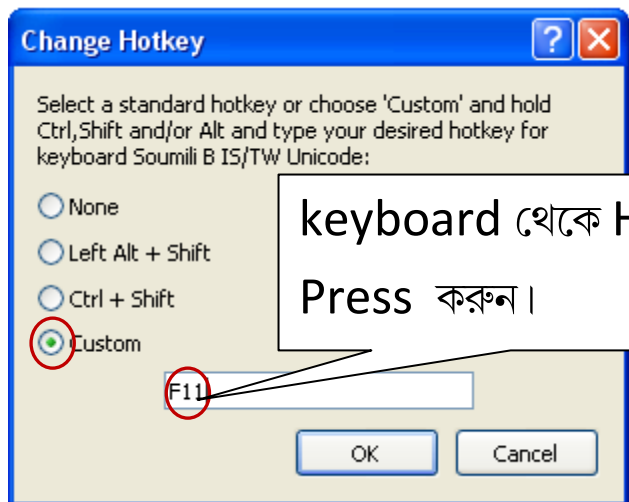 Change Hotkey
Select a standard hotkey or choose 'Custom' and hold
Ctrl,Shift and/or Alt and type your desired hotkey for
keyboard Soumili B IS/TW Unicode:
None
keyboard থেকে H
Left Alt + Shift
Press করুন।
Ctrl + Shift
Custom
F11
OK Cancel